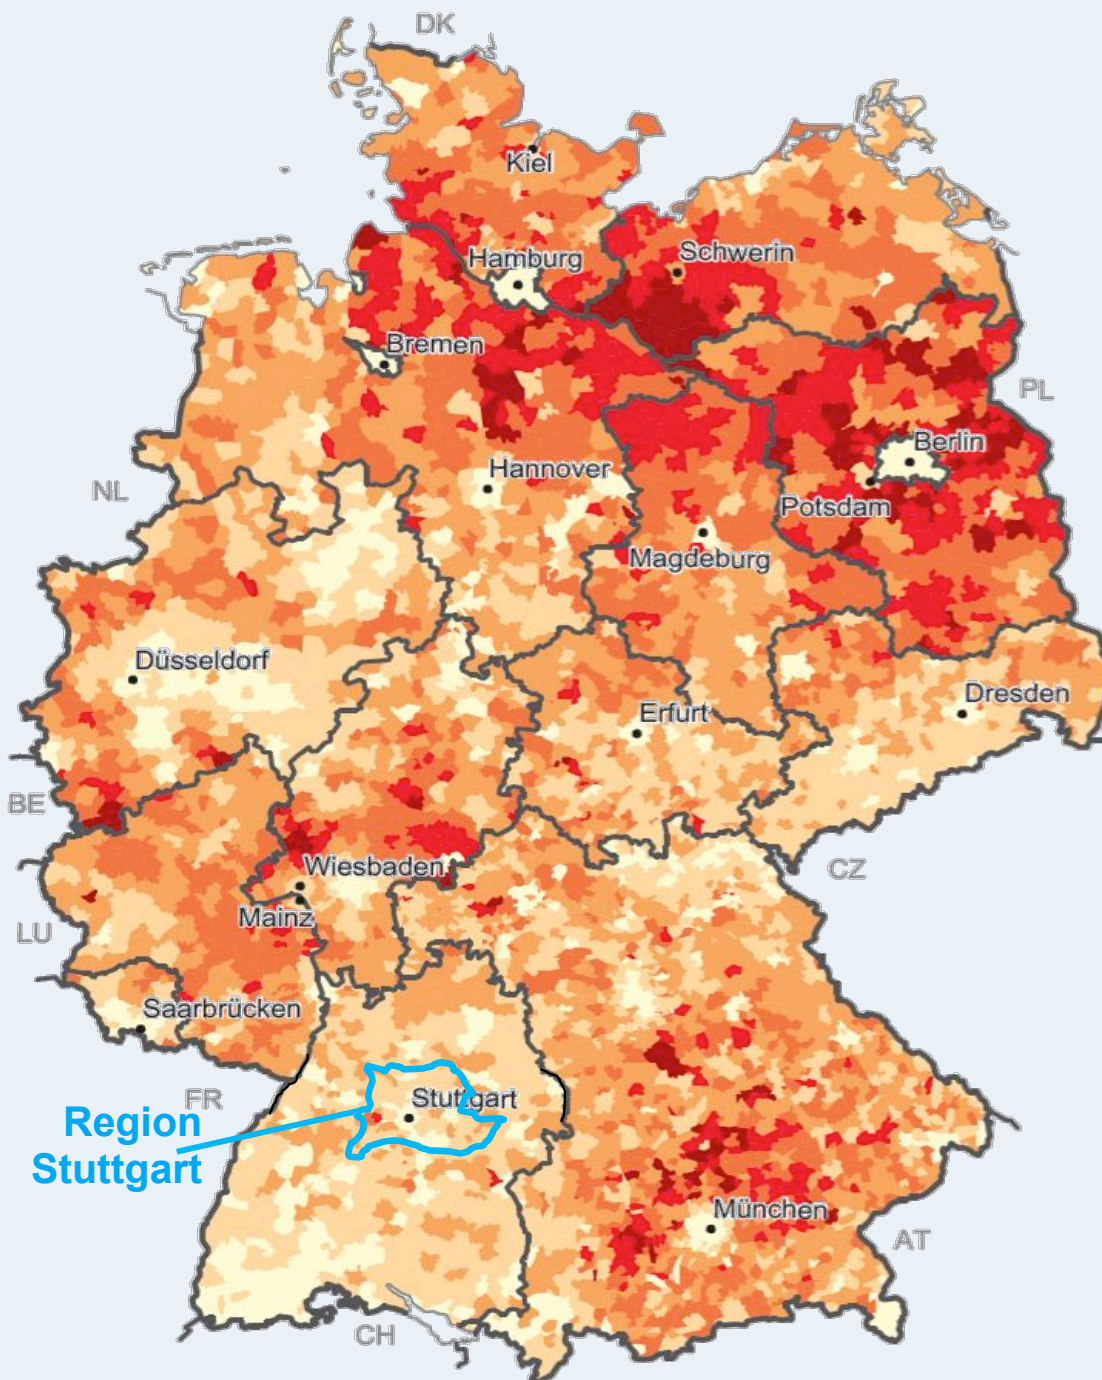 DK
Kiel
Hamburg
Schwerin
Bremen
PL
Berlin
Hannover
NL
Potsdam
Magdeburg
Düsseldorf
Dresden
Erfurt
BE
Wiesbaden
CZ
Mainz
LU
Saarbrücken
FR
Stuttgart
Region
Stuttgart
München
AT
CH